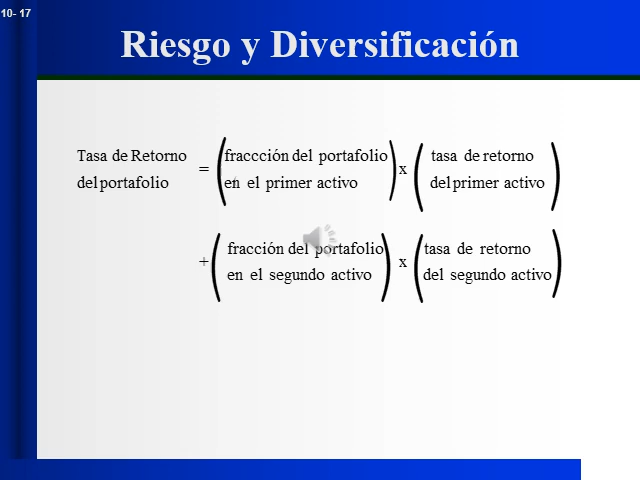 10- 17
Riesgo y Diversificación
Tasa de Retorno = (fraccción del portafolio) x (tasa de retorno
del portafolio en el primer activo del primer activo)
+ (fracción del portafolio) x (tasa de retorno
en el segundo activo del segundo activo)